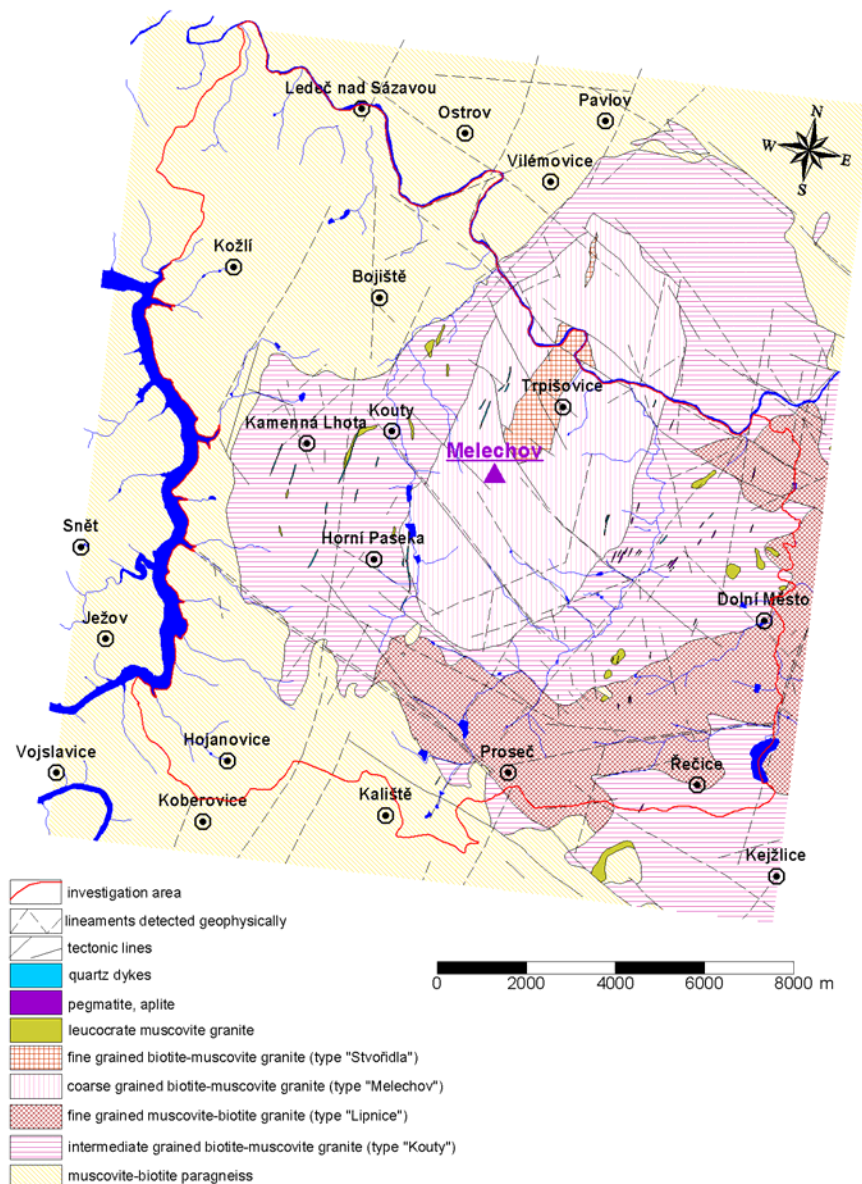 Ledeč nad Sázavou
Ostrov
Pavlov
Vilémovice
N
W
E
S
Kožlí
Bojiště
Trpišovice
Kouty
Kamenná Lhota
Melechov
Snět
Horní Paseka
Dolní Město
Ježov
Hojanovice
Vojslavice
Proseč
Řečice
Koberovice
Kaliště
Kejžlice
investigation area
lineaments detected geophysically
tectonic lines
quartz dykes
pegmatite, aplite
leucocrate muscovite granite
fine grained biotite-muscovite granite (type "Stvořidla")
coarse grained biotite-muscovite granite (type "Melechov")
fine grained muscovite-biotite granite (type "Lipnice")
intermediate grained biotite-muscovite granite (type "Kouty")
muscovite-biotite paragneiss
0 2000 4000 6000 8000 m